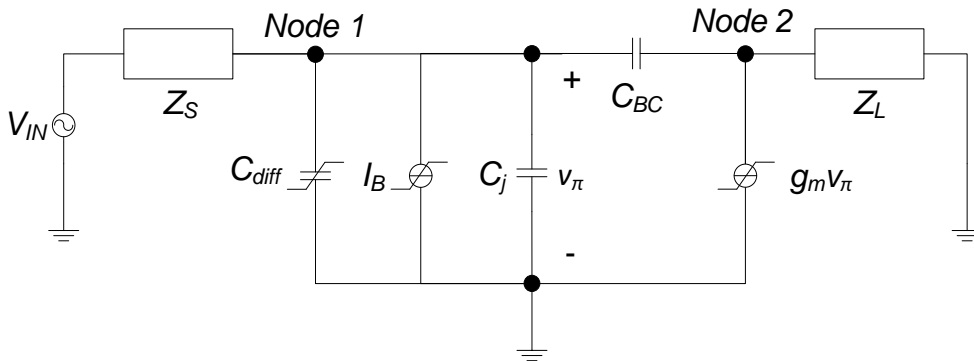 Node 1
Node 2
Z_S
C_BC
Z_L
V_IN
+
C_diff
I_B
C_j
v_π
g_mv_π
-